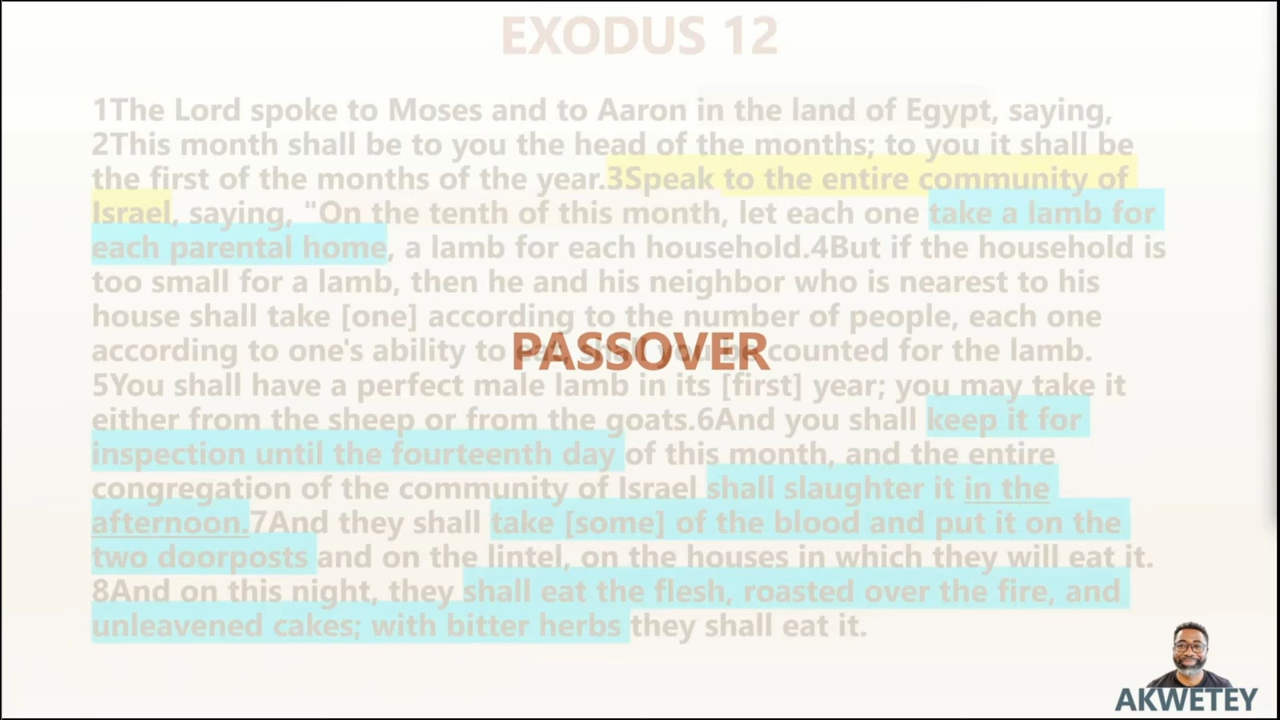 EXODUS 12
1The Lord spoke to Moses and to Aaron in the land of Egypt, saying,
2This month shall be to you the head of the months; to you it shall be
the first of the months of the year.3Speak to the entire community of
Israel, saying, "On the tenth of this month, let each one take a lamb for
each parental home, a lamb for each household.4But if the household is
too small for a lamb, then he and his neighbor who is nearest to his
house shall take [one] according to the number of people, each one
according to one's ability to eat, shall you be counted for the lamb.
PASSOVER
5You shall have a perfect male lamb in its [first] year; you may take it
either from the sheep or from the goats.6And you shall keep it for
inspection until the fourteenth day of this month, and the entire
congregation of the community of Israel shall slaughter it in the
afternoon.7And they shall take [some] of the blood and put it on the
two doorposts and on the lintel, on the houses in which they will eat it.
8And on this night, they shall eat the flesh, roasted over the fire, and
unleavened cakes; with bitter herbs they shall eat it.
AKWETEY